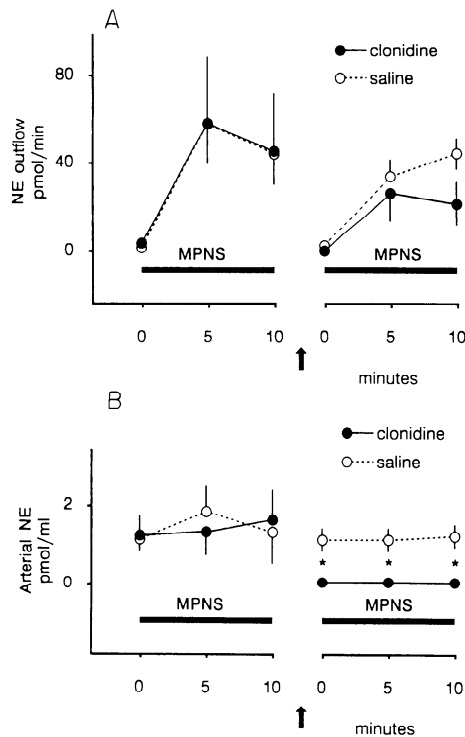 A
clonidine
saline
NE outflow
pmol/min
80
40
0
MPNS
MPNS
0 5 10 0 5 10
minutes
B
clonidine
saline
Arterial NE
pmol/ml
2
0
* * *
MPNS
MPNS
0 5 10 0 5 10
minutes